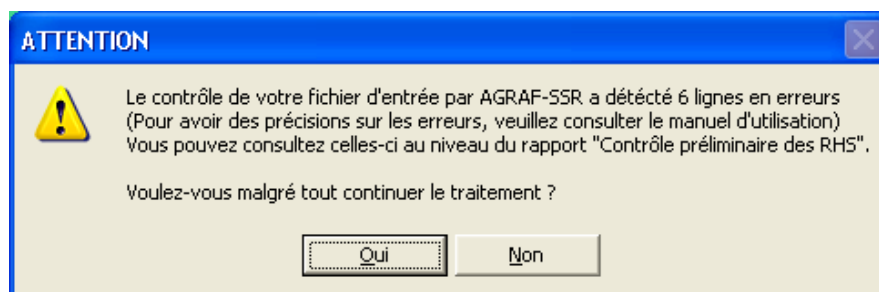 ATTENTION
Le contrôle de votre fichier d'entrée par AGRAF-SSR a détécté 6 lignes en erreurs
(Pour avoir des précisions sur les erreurs, veuillez consulter le manuel d'utilisation)
Vous pouvez consultez celles-ci au niveau du rapport "Contrôle préliminaire des RHS".
Voulez-vous malgré tout continuer le traitement ?
Oui
Non